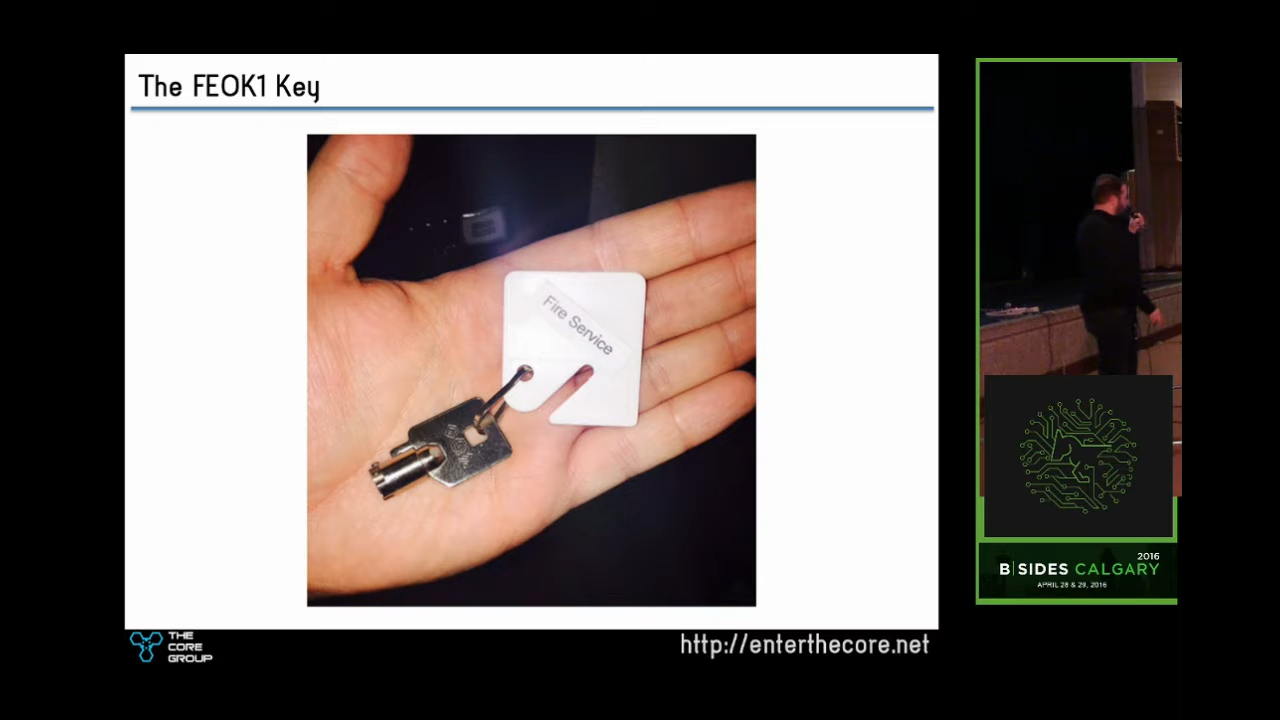 The FEOK1 Key
Fire Service
THE
CORE
GROUP
http://enterthecore.net
2016
B|SIDES CALGARY
APRIL 28 & 29, 2016